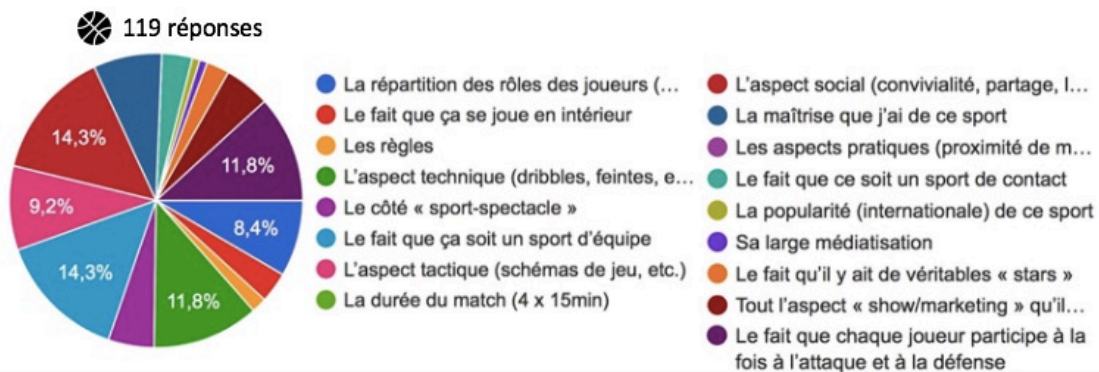 119 réponses
14,3%
11,8%
9,2%
8,4%
14,3%
11,8%
La répartition des rôles des joueurs (...
Le fait que ça se joue en intérieur
Les règles
L'aspect technique (dribbles, feintes, e...
Le côté « sport-spectacle »
Le fait que ça soit un sport d'équipe
L'aspect tactique (schémas de jeu, etc.)
La durée du match (4 x 15min)
L'aspect social (convivialité, partage, l...
La maîtrise que j'ai de ce sport
Les aspects pratiques (proximité de m...
Le fait que ce soit un sport de contact
La popularité (internationale) de ce sport
Sa large médiatisation
Le fait qu'il y ait de véritables « stars »
Tout l'aspect « show/marketing » qu'il...
Le fait que chaque joueur participe à la
fois à l'attaque et à la défense